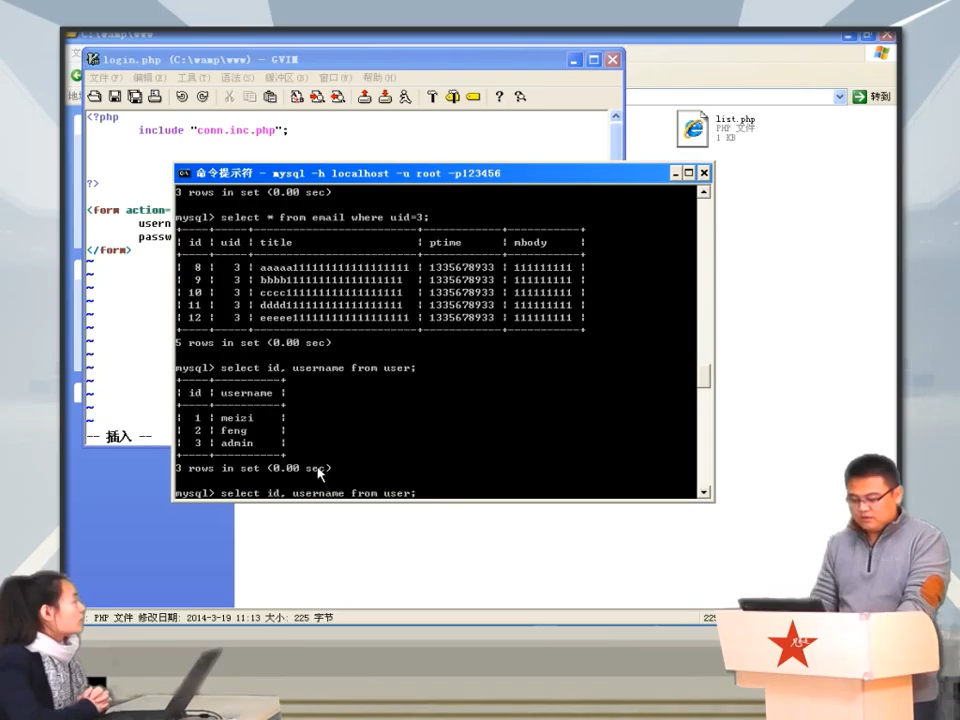 C:\wamp\www
login.php (C:\wamp\www) - GVIM
文件(F) 编辑(E) 工具(T) 语法(S) 缓冲区(B) 窗口(W) 帮助(H)
转到
<?php
include "conn.inc.php";
?>
<form action=
usern
passw
</form>
~
~
~
~
~
~
~
~
~
~
~
~
~
-- 插入 --
list.php
PHP 文件
1 KB
命令提示符 - mysql -h localhost -u root -p123456
3 rows in set (0.00 sec)
mysql> select * from email where uid=3;
| id | uid | title | ptime | mbody |
| 8 | 3 | aaaaa111111111111111111 | 1335678933 | 111111111 |
| 9 | 3 | bbbb111111111111111111 | 1335678933 | 111111111 |
| 10 | 3 | cccc111111111111111111 | 1335678933 | 111111111 |
| 11 | 3 | dddd111111111111111111 | 1335678933 | 111111111 |
| 12 | 3 | eeeee111111111111111111 | 1335678933 | 111111111 |
5 rows in set (0.00 sec)
mysql> select id, username from user;
| id | username |
| 1 | meizi |
| 2 | feng |
| 3 | admin |
3 rows in set (0.00 sec)
mysql> select id, username from user;
PHP 文件 修改日期: 2014-3-19 11:13 大小: 225 字节
225